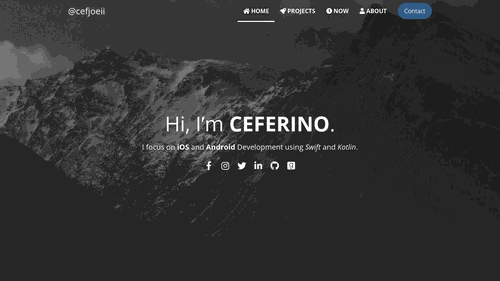 @cefjoeii
HOME PROJECTS NOW ABOUT Contact
Hi, I'm CEFERINO.
I focus on iOS and Android Development using Swift and Kotlin.